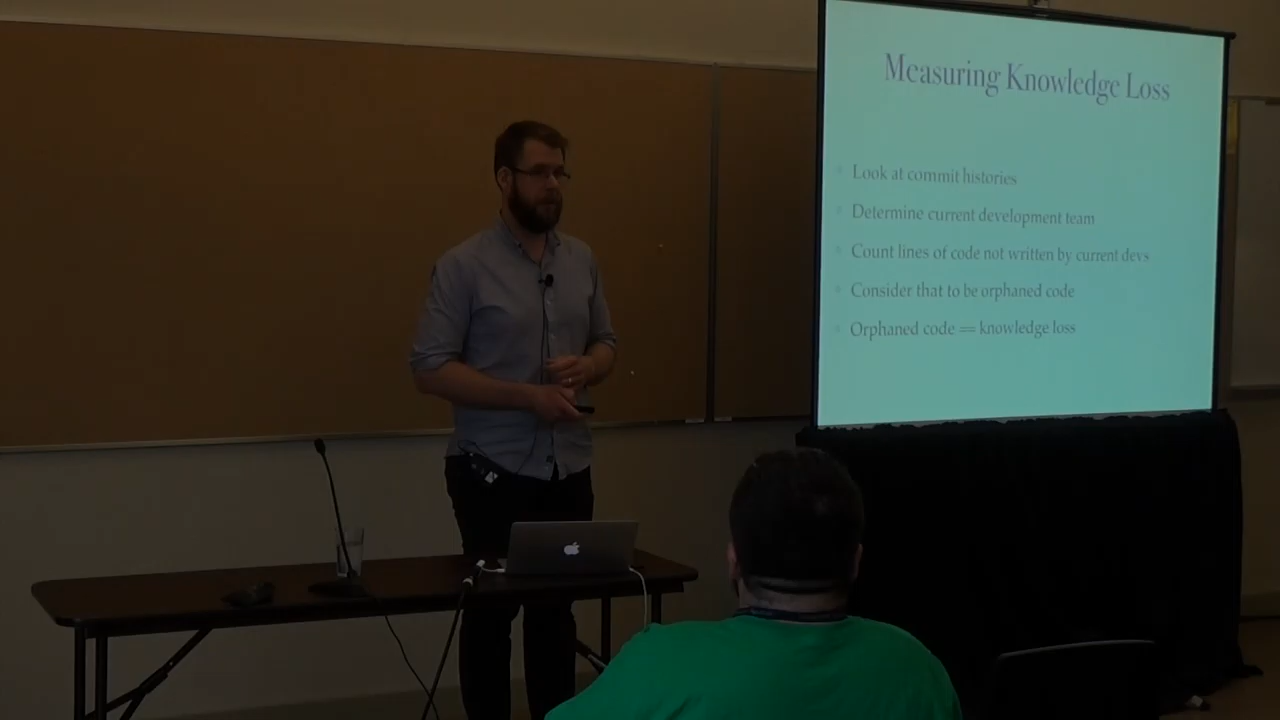 Measuring Knowledge Loss
Look at commit histories
Determine current development team
Count lines of code not written by current devs
Consider that to be orphaned code
Orphaned code == knowledge loss